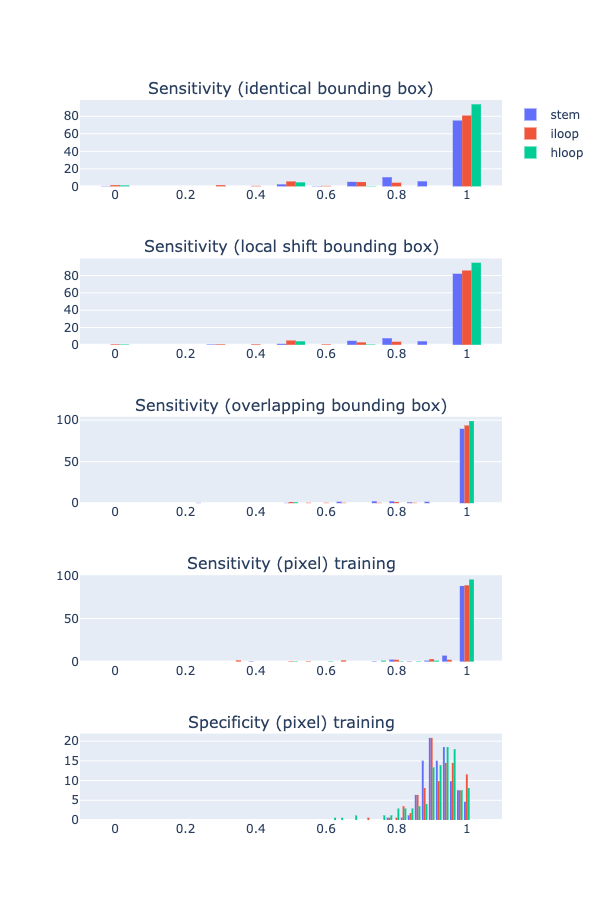 Sensitivity (identical bounding box)
80
60
40
20
0
0 0.2 0.4 0.6 0.8 1
stem
iloop
hloop
Sensitivity (local shift bounding box)
80
60
40
20
0
0 0.2 0.4 0.6 0.8 1
Sensitivity (overlapping bounding box)
100
50
0
0 0.2 0.4 0.6 0.8 1
Sensitivity (pixel) training
100
50
0
0 0.2 0.4 0.6 0.8 1
Specificity (pixel) training
20
15
10
5
0
0 0.2 0.4 0.6 0.8 1